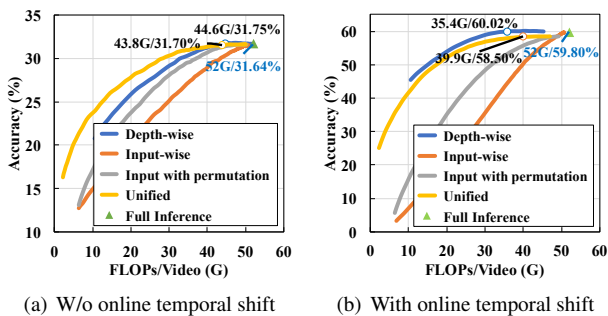 44.6G/31.75%
43.8G/31.70%
52G/31.64%
Accuracy (%)
35
30
25
20
15
10
Depth-wise
Input-wise
Input with permutation
Unified
Full Inference
0 10 20 30 40 50 60
FLOPs/Video (G)
(a) W/o online temporal shift
35.4G/60.02%
39.9G/58.50%
52G/59.80%
Accuracy (%)
70
60
50
40
30
20
10
0
Depth-wise
Input-wise
Input with permutation
Unified
Full Inference
0 10 20 30 40 50 60
FLOPs/Video (G)
(b) With online temporal shift